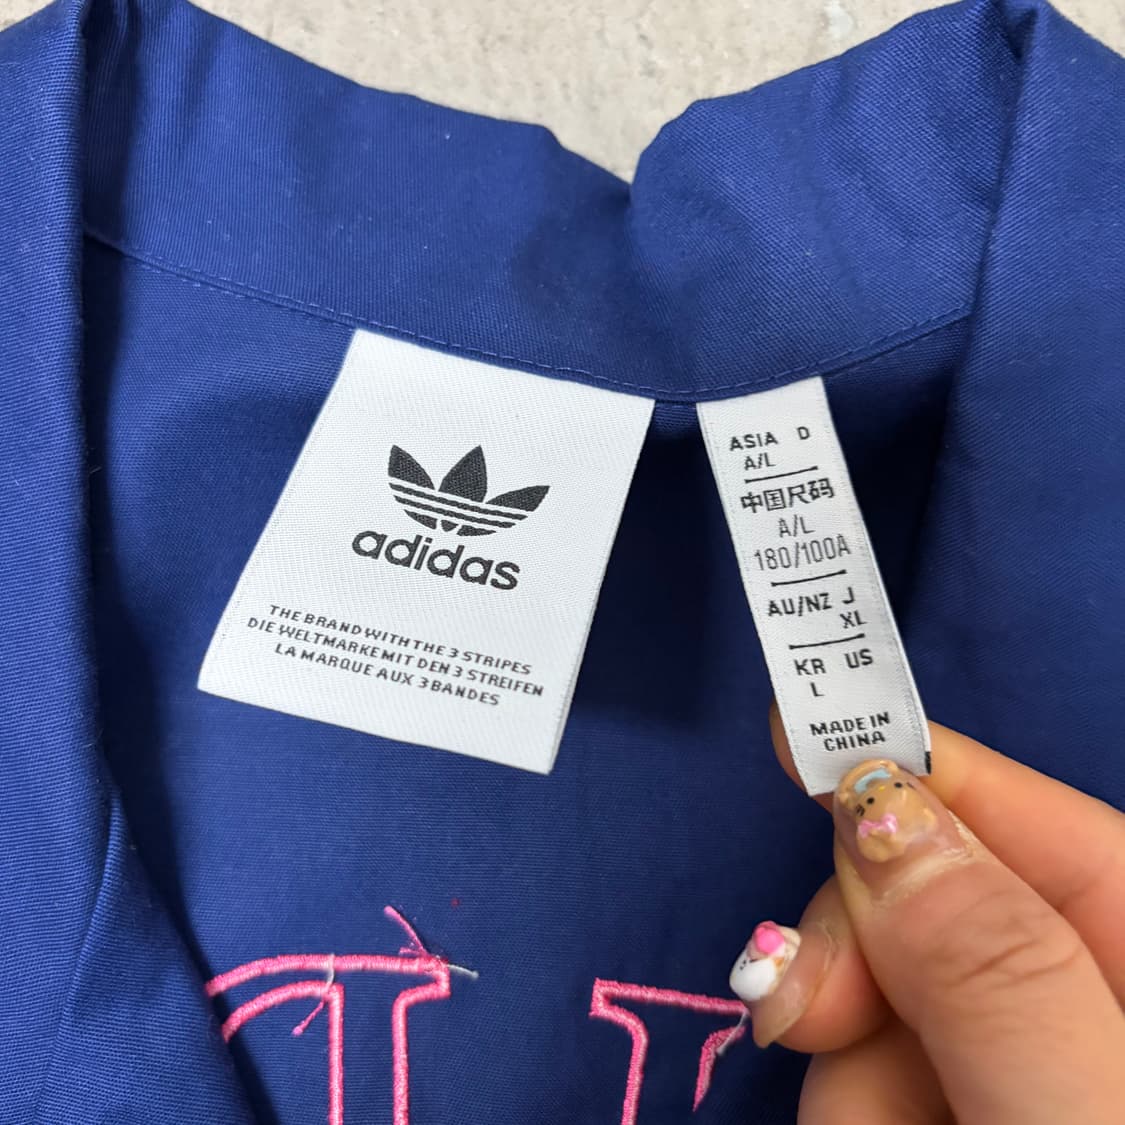 adidas
THE BRAND WITH THE 3 STRIPES
DIE WELTMARKE MIT DEN 3 STREIFEN
LA MARQUE AUX 3 BANDES
ASIA D
A/L
中国尺码
A/L
180/100A
AU/NZ J
XL
KR US
L
MADE IN
CHINA